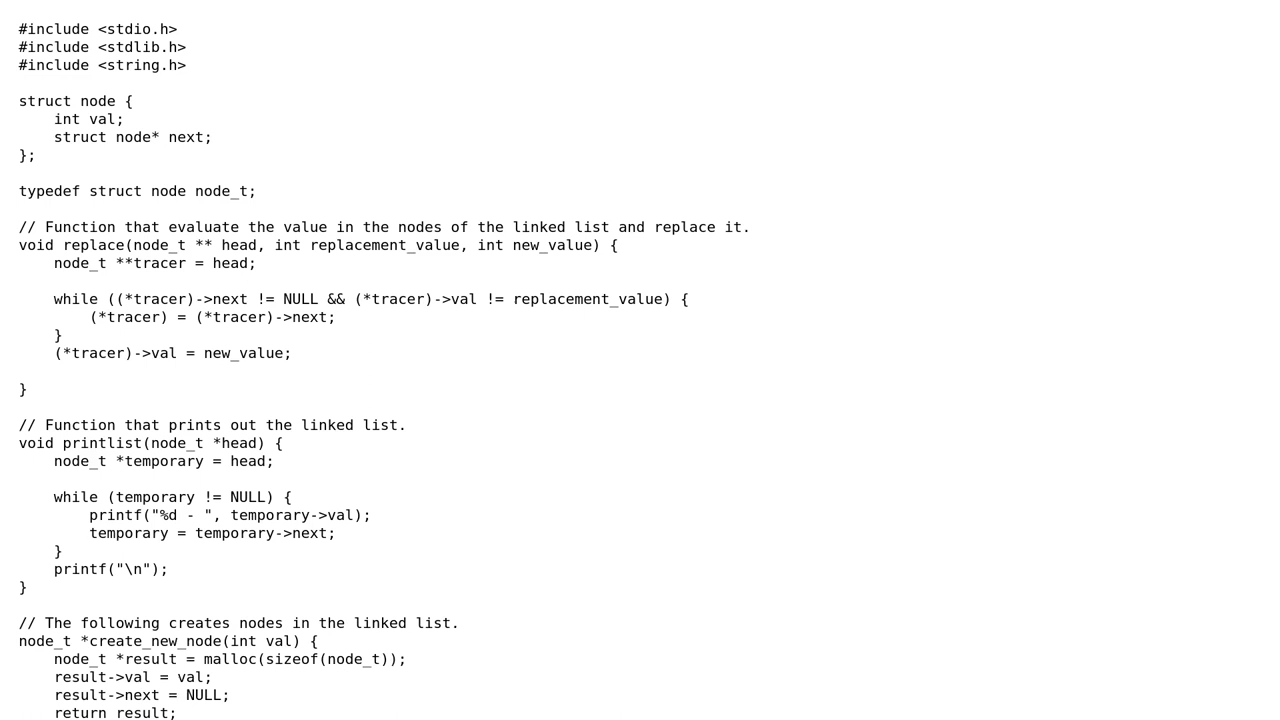 #include <stdio.h>
#include <stdlib.h>
#include <string.h>

struct node {
    int val;
    struct node* next;
};

typedef struct node node_t;

// Function that evaluate the value in the nodes of the linked list and replace it.
void replace(node_t ** head, int replacement_value, int new_value) {
    node_t **tracer = head;

    while ((*tracer)->next != NULL && (*tracer)->val != replacement_value) {
        (*tracer) = (*tracer)->next;
    }
    (*tracer)->val = new_value;

}

// Function that prints out the linked list.
void printlist(node_t *head) {
    node_t *temporary = head;

    while (temporary != NULL) {
        printf("%d - ", temporary->val);
        temporary = temporary->next;
    }
    printf("\n");
}

// The following creates nodes in the linked list.
node_t *create_new_node(int val) {
    node_t *result = malloc(sizeof(node_t));
    result->val = val;
    result->next = NULL;
    return result;